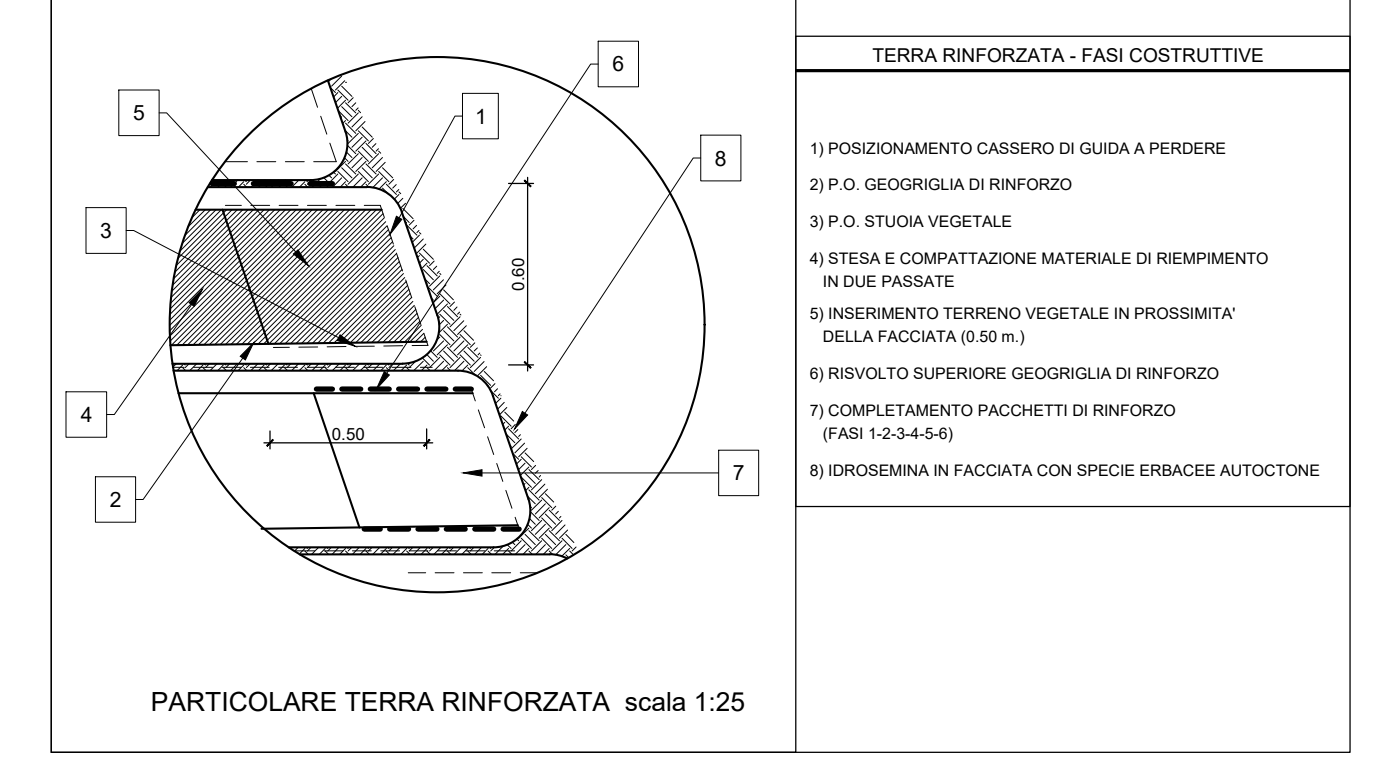 6
5
1
8
3
0.60
4
0.50
7
2
PARTICOLARE TERRA RINFORZATA scala 1:25
TERRA RINFORZATA - FASI COSTRUTTIVE
1) POSIZIONAMENTO CASSERO DI GUIDA A PERDERE
2) P.O. GEOGRIGLIA DI RINFORZO
3) P.O. STUOIA VEGETALE
4) STESA E COMPATTAZIONE MATERIALE DI RIEMPIMENTO
IN DUE PASSATE
5) INSERIMENTO TERRENO VEGETALE IN PROSSIMITA'
DELLA FACCIATA (0.50 m.)
6) RISVOLTO SUPERIORE GEOGRIGLIA DI RINFORZO
7) COMPLETAMENTO PACCHETTI DI RINFORZO
(FASI 1-2-3-4-5-6)
8) IDROSEMINA IN FACCIATA CON SPECIE ERBACEE AUTOCTONE